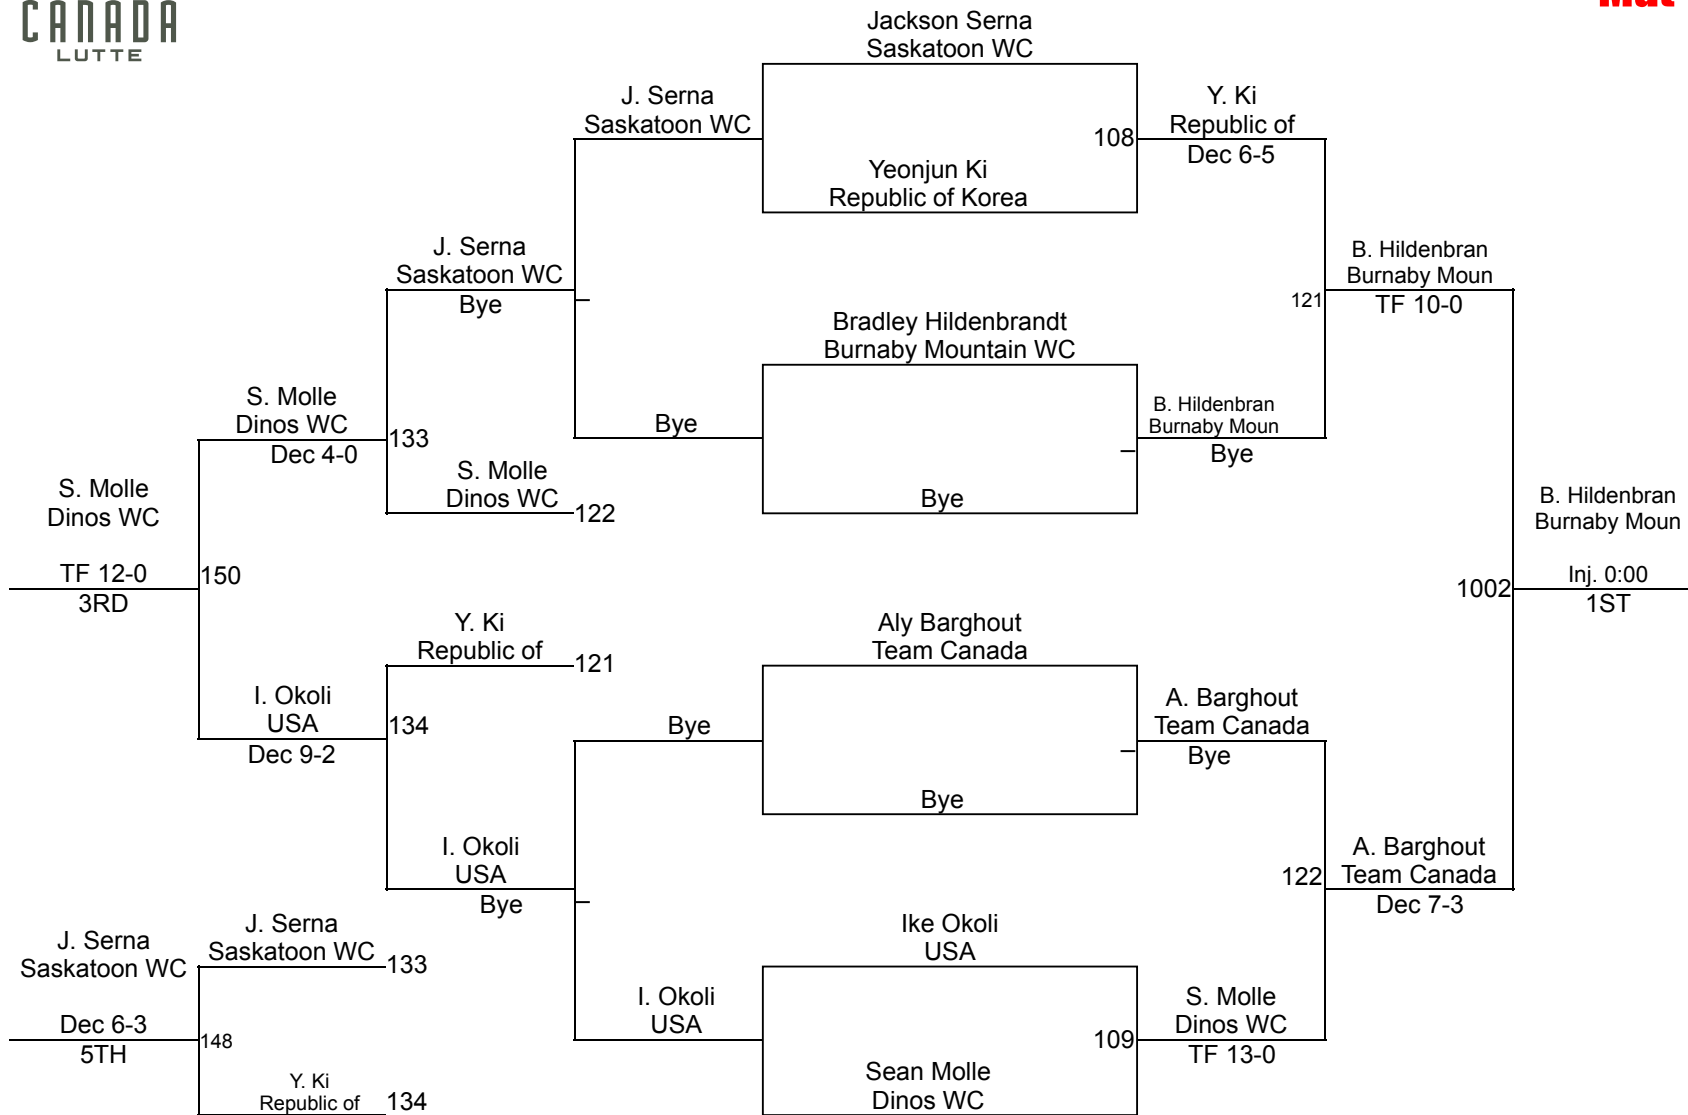 CANADA
LUTTE
Mat
Jackson Serna
Saskatoon WC
J. Serna
Saskatoon WC
108
Y. Ki
Republic of
Dec 6-5
Yeonjun Ki
Republic of Korea
J. Serna
Saskatoon WC
Bye
B. Hildenbran
Burnaby Moun
TF 10-0
121
Bradley Hildenbrandt
Burnaby Mountain WC
S. Molle
Dinos WC
Dec 4-0
133
Bye
B. Hildenbran
Burnaby Moun
Bye
S. Molle
Dinos WC
122
Bye
S. Molle
Dinos WC
TF 12-0
3RD
150
B. Hildenbran
Burnaby Moun
Inj. 0:00
1ST
1002
Y. Ki
Republic of
121
Aly Barghout
Team Canada
I. Okoli
USA
Dec 9-2
134
Bye
A. Barghout
Team Canada
Bye
Bye
I. Okoli
USA
Bye
122
A. Barghout
Team Canada
Dec 7-3
J. Serna
Saskatoon WC
J. Serna
Saskatoon WC
133
Ike Okoli
USA
I. Okoli
USA
109
S. Molle
Dinos WC
TF 13-0
Dec 6-3
5TH
148
Sean Molle
Dinos WC
Y. Ki
Republic of
134